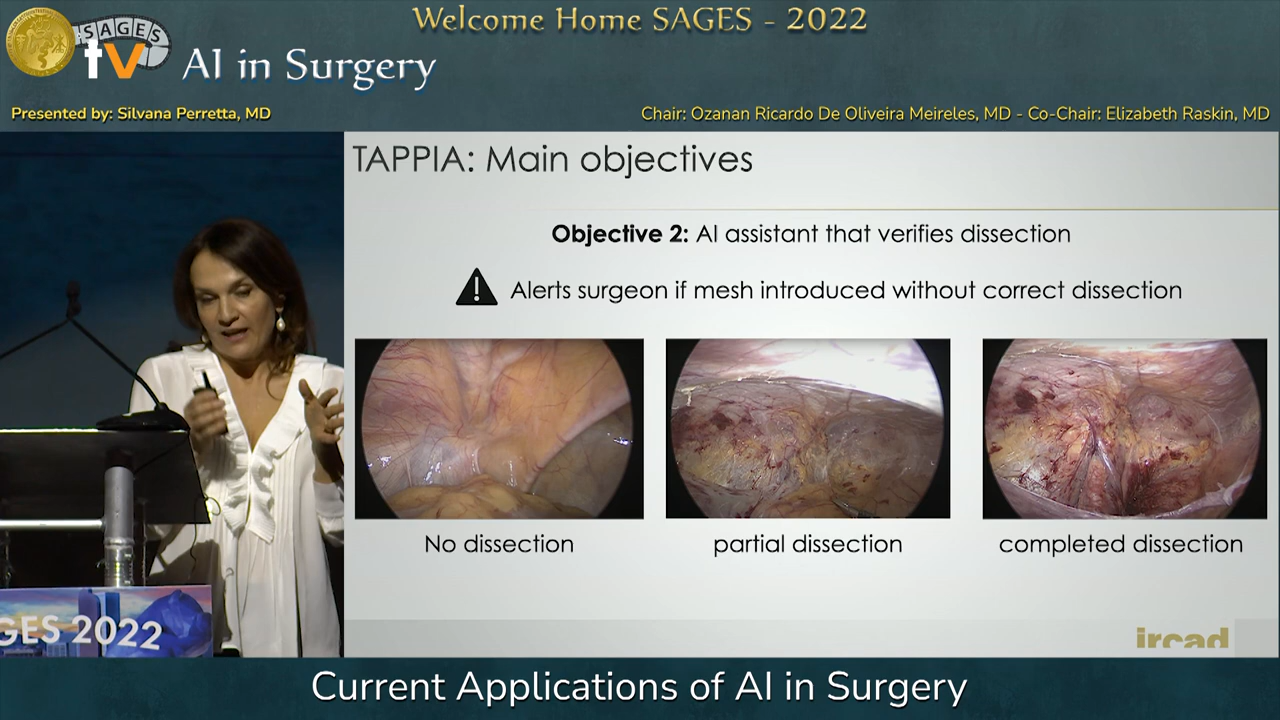 Welcome Home SAGES - 2022
SAGES
tv
AI in Surgery
Presented by: Silvana Perretta, MD
Chair: Ozanan Ricardo De Oliveira Meireles, MD - Co-Chair: Elizabeth Raskin, MD
TAPPIA: Main objectives
Objective 2: AI assistant that verifies dissection
Alerts surgeon if mesh introduced without correct dissection
No dissection
partial dissection
completed dissection
GES 2022
ircad
Current Applications of AI in Surgery